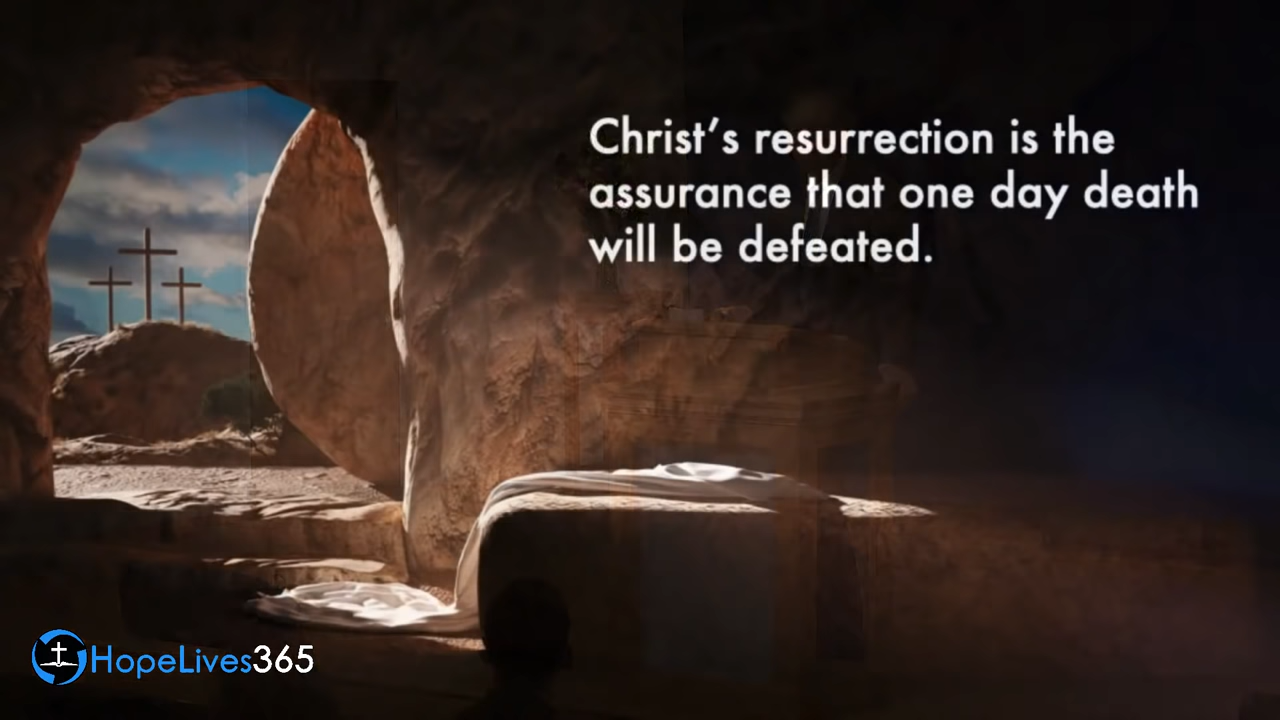 Christ’s resurrection is the
assurance that one day death
will be defeated.
HopeLives365